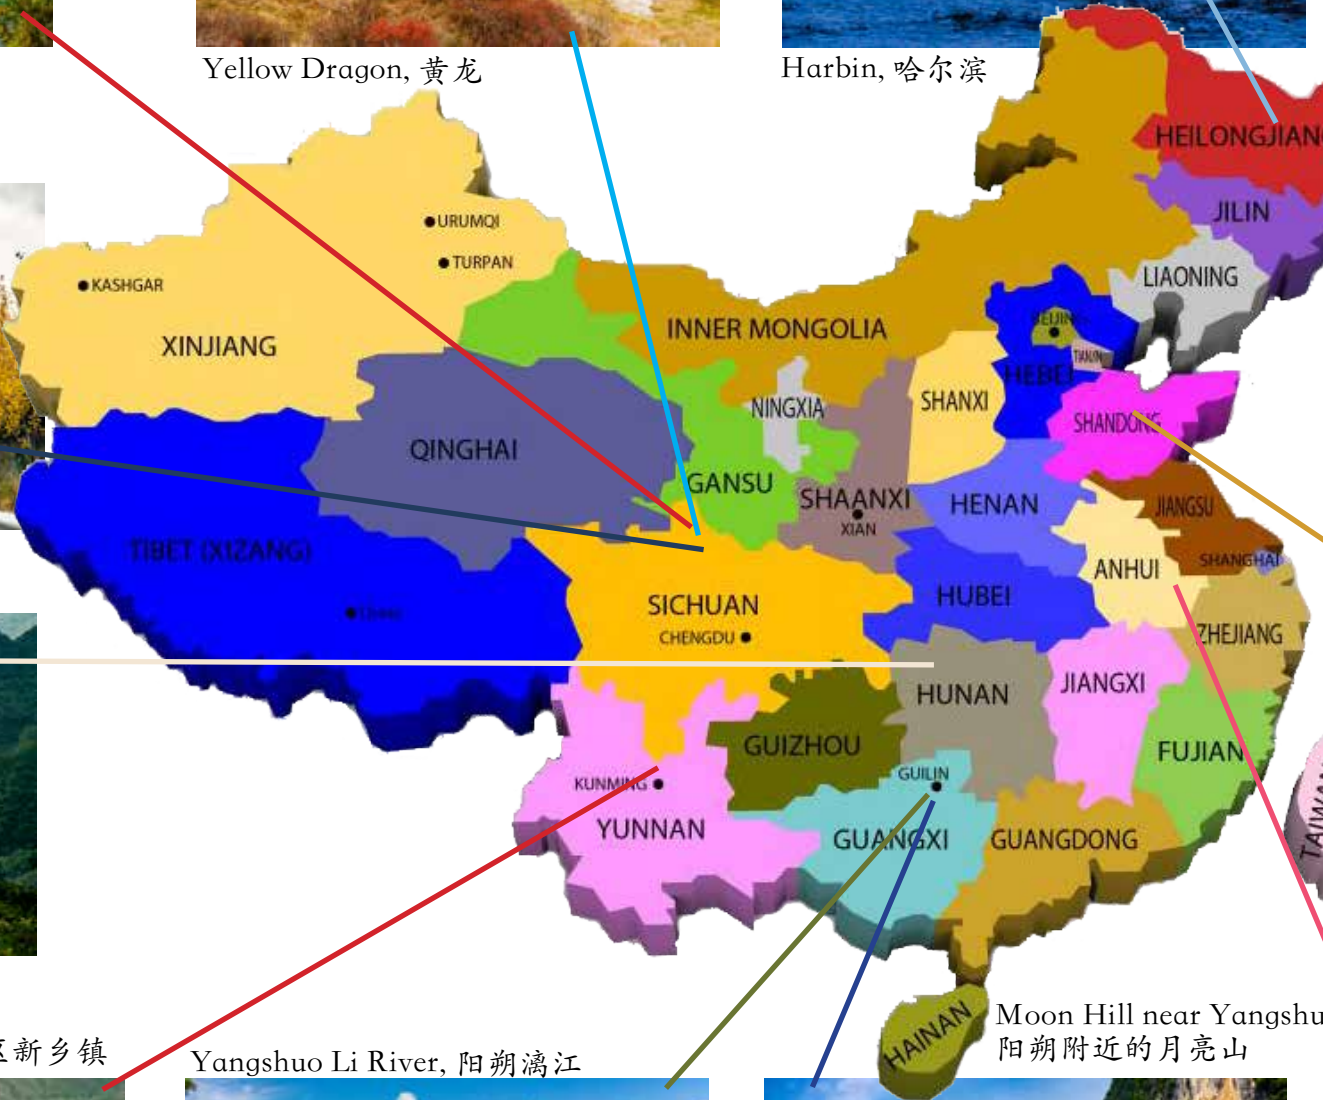 Yellow Dragon, 黄龙
Harbin, 哈尔滨
HEILONGJIAN
JILIN
URUMQI
TURPAN
KASHGAR
LIAONING
BEIJING
INNER MONGOLIA
XINJIANG
TIANJIN
HEBEI
SHANXI
NINGXIA
SHANDONG
QINGHAI
GANSU
SHAANXI
XIAN
HENAN
JIANGSU
TIBET (XIZANG)
SHANGHAI
ANHUI
HUBEI
SICHUAN
CHENGDU
ZHEJIANG
HUNAN
JIANGXI
GUIZHOU
FUJIAN
GUILIN
KUNMING
YUNNAN
GUANGXI
GUANGDONG
TAIWAN
HAINAN
Moon Hill near Yangshu
阳朔附近的月亮山
区新乡镇
Yangshuo Li River, 阳朔漓江